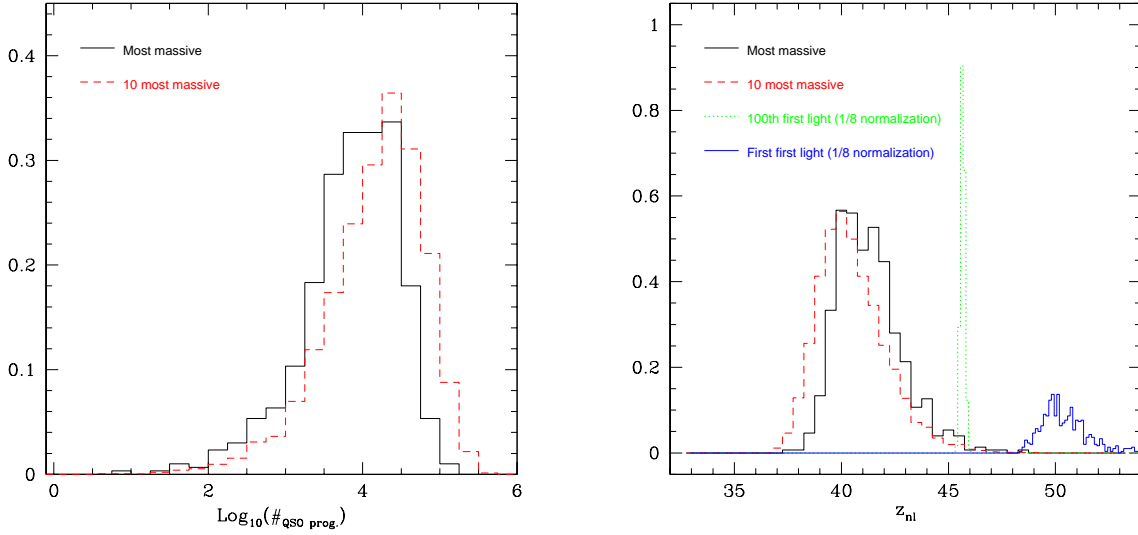 0.4
0.3
0.2
0.1
0
Most massive
10 most massive
0
2
4
6
Log10(#QSO prog.)
1
0.8
0.6
0.4
0.2
0
Most massive
10 most massive
100th first light (1/8 normalization)
First first light (1/8 normalization)
35
40
45
50
znl